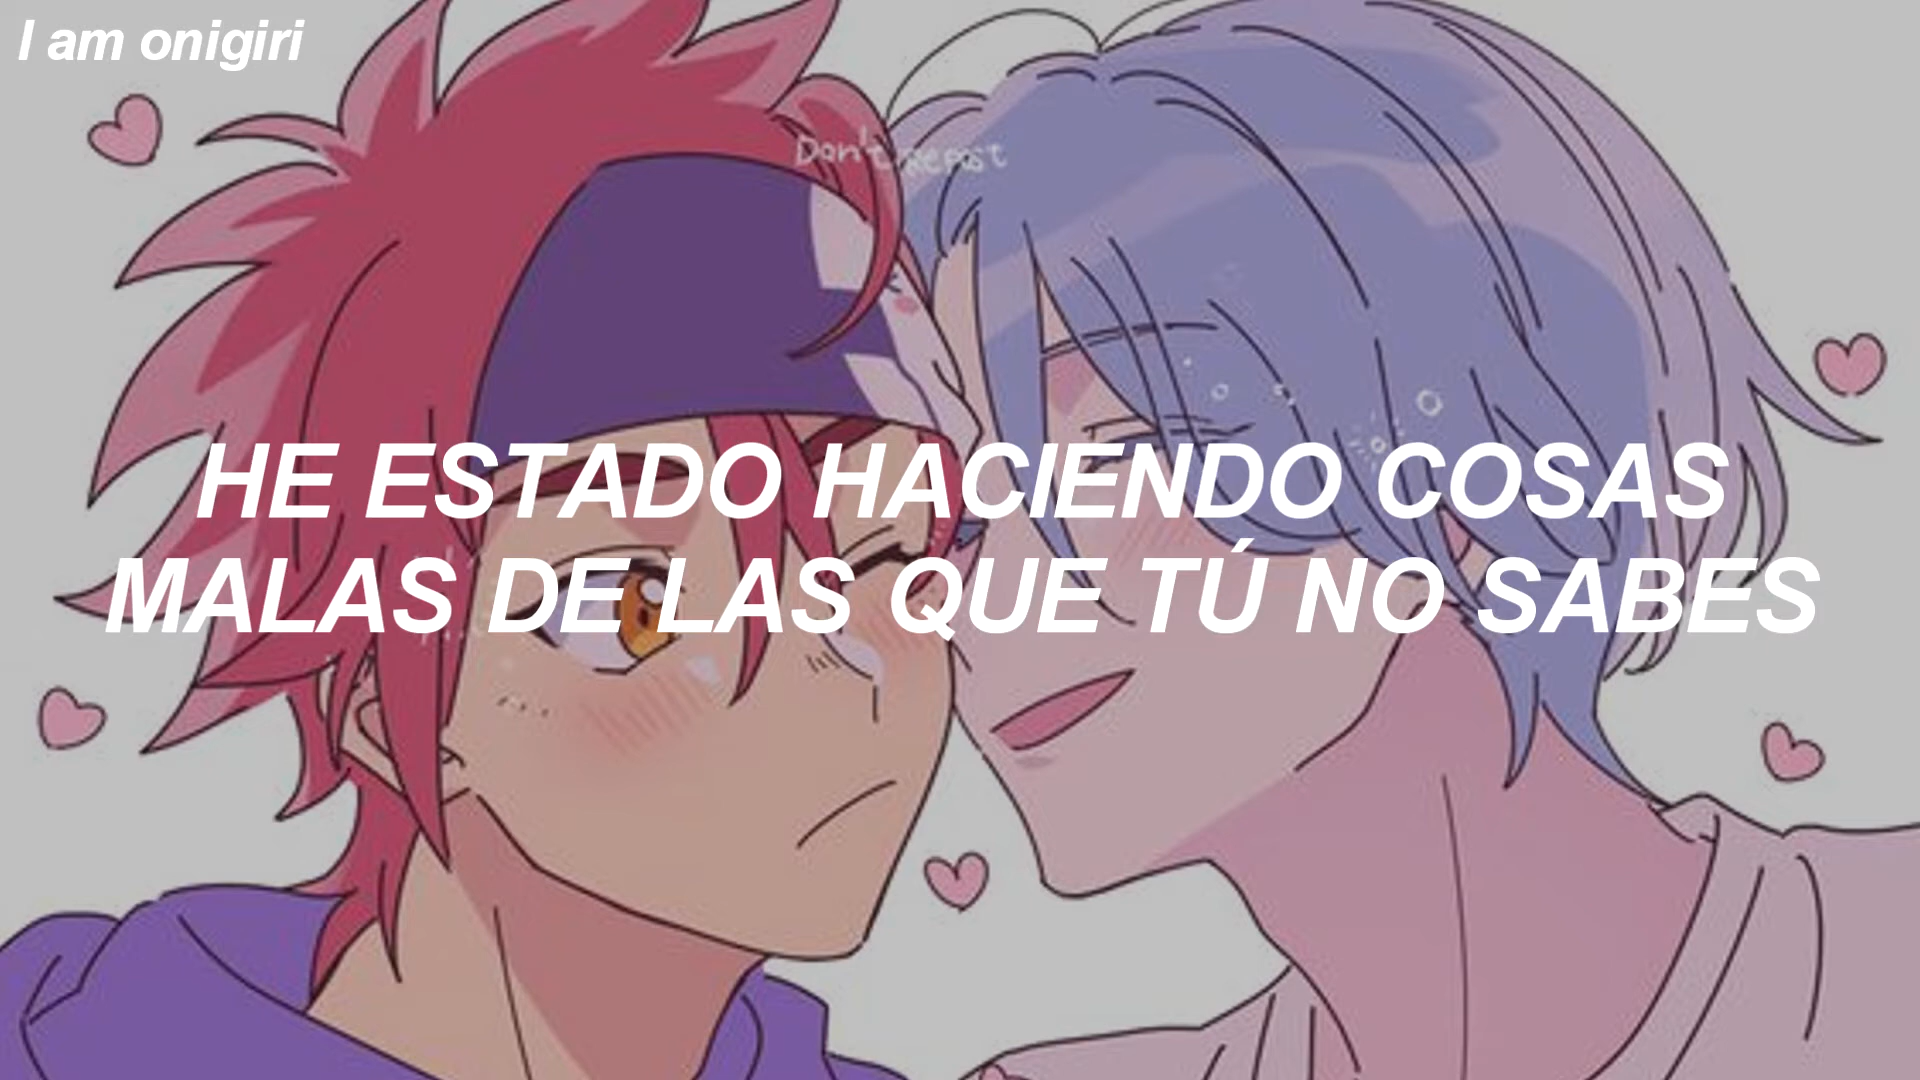 I am onigiri
Don't Repost
HE ESTADO HACIENDO COSAS
MALAS DE LAS QUE TÚ NO SABES